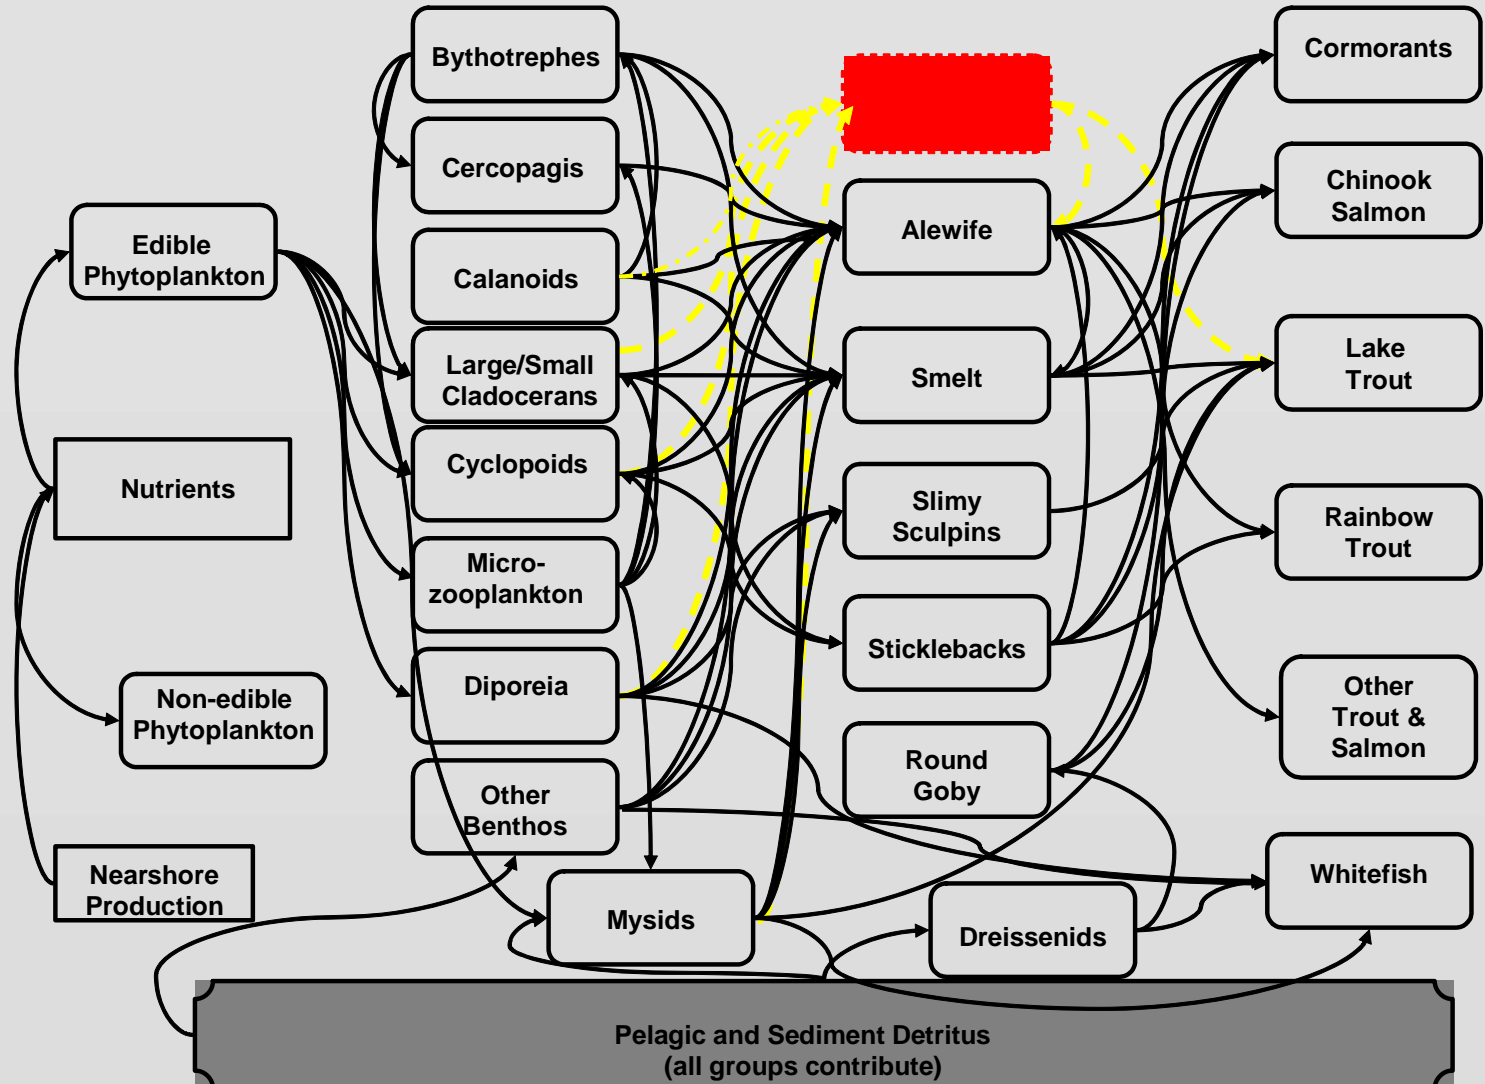 Bythotrephes
Cercopagis
Calanoids
Large/Small
Cladocerans
Cyclopoids
Micro-
zooplankton
Diporeia
Other
Benthos
Mysids
Edible
Phytoplankton
Nutrients
Non-edible
Phytoplankton
Nearshore
Production
Alewife
Smelt
Slimy
Sculpins
Sticklebacks
Round
Goby
Dreissenids
Cormorants
Chinook
Salmon
Lake
Trout
Rainbow
Trout
Other
Trout &
Salmon
Whitefish
Pelagic and Sediment Detritus
(all groups contribute)